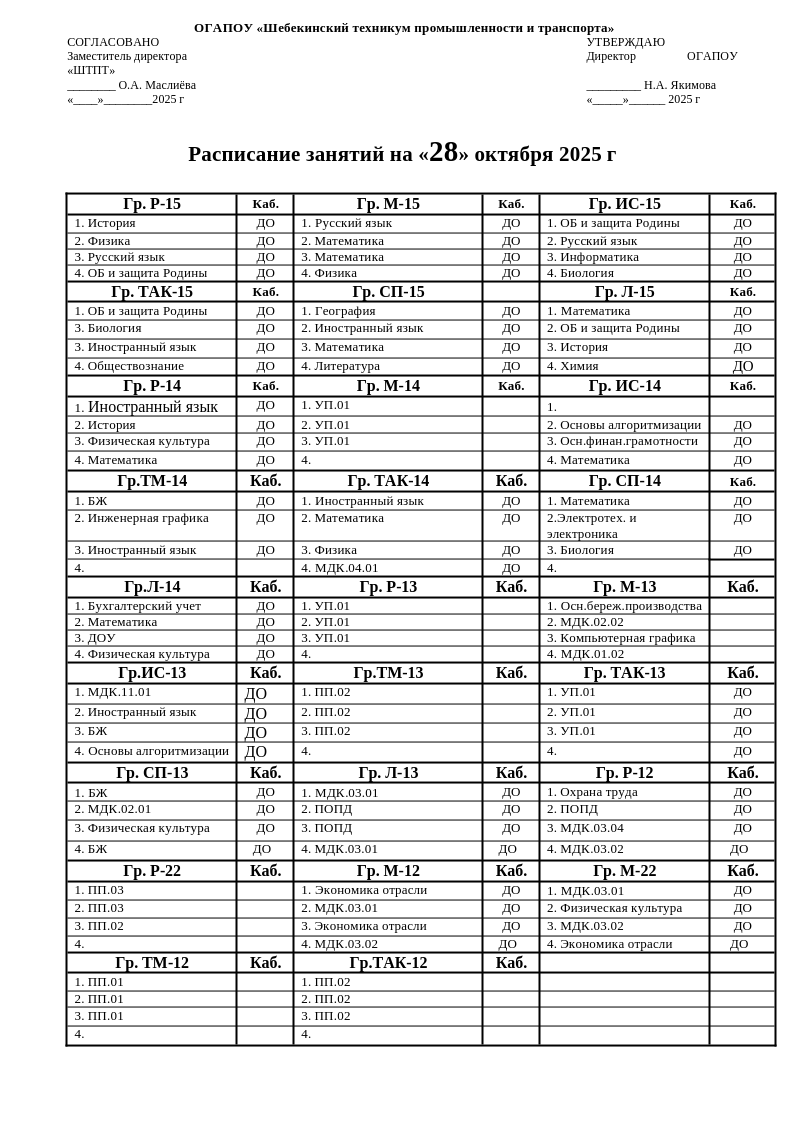 ОГАПОУ «Шебекинский техникум промышленности и транспорта»
СОГЛАСОВАНО УТВЕРЖДАЮ
Заместитель директора Директор ОГАПОУ
«ШТПТ»
________ О.А. Маслиёва _________ Н.А. Якимова
«____»________2025 г «_____»______ 2025 г
Расписание занятий на «28» октября 2025 г
Гр. Р-15 Каб. Гр. М-15 Каб. Гр. ИС-15 Каб.
1. История ДО 1. Русский язык ДО 1. ОБ и защита Родины ДО
2. Физика ДО 2. Математика ДО 2. Русский язык ДО
3. Русский язык ДО 3. Математика ДО 3. Информатика ДО
4. ОБ и защита Родины ДО 4. Физика ДО 4. Биология ДО
Гр. ТАК-15 Каб. Гр. СП-15 Гр. Л-15 Каб.
1. ОБ и защита Родины ДО 1. География ДО 1. Математика ДО
3. Биология ДО 2. Иностранный язык ДО 2. ОБ и защита Родины ДО
3. Иностранный язык ДО 3. Математика ДО 3. История ДО
4. Обществознание ДО 4. Литература ДО 4. Химия ДО
Гр. Р-14 Каб. Гр. М-14 Каб. Гр. ИС-14 Каб.
1. Иностранный язык ДО 1. УП.01 1.
2. История ДО 2. УП.01 2. Основы алгоритмизации ДО
3. Физическая культура ДО 3. УП.01 3. Осн.финан.грамотности ДО
4. Математика ДО 4. 4. Математика ДО
Гр.ТМ-14 Каб. Гр. ТАК-14 Каб. Гр. СП-14 Каб.
1. БЖ ДО 1. Иностранный язык ДО 1. Математика ДО
2. Инженерная графика ДО 2. Математика ДО 2.Электротех. и ДО
электроника
3. Иностранный язык ДО 3. Физика ДО 3. Биология ДО
4. 4. МДК.04.01 ДО 4.
Гр.Л-14 Каб. Гр. Р-13 Каб. Гр. М-13 Каб.
1. Бухгалтерский учет ДО 1. УП.01 1. Осн.береж.производства
2. Математика ДО 2. УП.01 2. МДК.02.02
3. ДОУ ДО 3. УП.01 3. Компьютерная графика
4. Физическая культура ДО 4. 4. МДК.01.02
Гр.ИС-13 Каб. Гр.ТМ-13 Каб. Гр. ТАК-13 Каб.
1. МДК.11.01 ДО 1. ПП.02 1. УП.01 ДО
2. Иностранный язык ДО 2. ПП.02 2. УП.01 ДО
3. БЖ ДО 3. ПП.02 3. УП.01 ДО
4. Основы алгоритмизации ДО 4. 4. ДО
Гр. СП-13 Каб. Гр. Л-13 Каб. Гр. Р-12 Каб.
1. БЖ ДО 1. МДК.03.01 ДО 1. Охрана труда ДО
2. МДК.02.01 ДО 2. ПОПД ДО 2. ПОПД ДО
3. Физическая культура ДО 3. ПОПД ДО 3. МДК.03.04 ДО
4. БЖ ДО 4. МДК.03.01 ДО 4. МДК.03.02 ДО
Гр. Р-22 Каб. Гр. М-12 Каб. Гр. М-22 Каб.
1. ПП.03 1. Экономика отрасли ДО 1. МДК.03.01 ДО
2. ПП.03 2. МДК.03.01 ДО 2. Физическая культура ДО
3. ПП.02 3. Экономика отрасли ДО 3. МДК.03.02 ДО
4. 4. МДК.03.02 ДО 4. Экономика отрасли ДО
Гр. ТМ-12 Каб. Гр.ТАК-12 Каб.
1. ПП.01 1. ПП.02
2. ПП.01 2. ПП.02
3. ПП.01 3. ПП.02
4. 4.